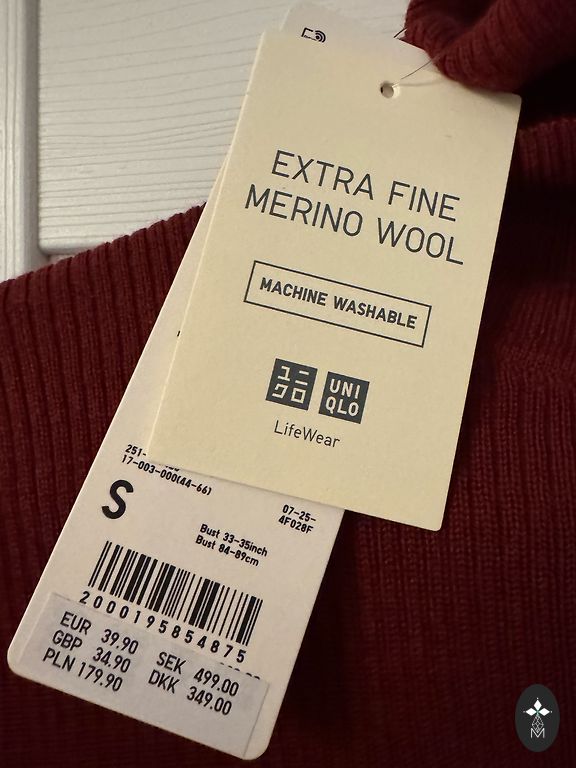 EXTRA FINE
MERINO WOOL
MACHINE WASHABLE
ユニ
クロ
UNI
QLO
LifeWear
251-
17-003-000(44-66)
S
07-25-
4F028F
Bust 33-35inch
Bust 84-89cm
2000195854875
EUR 39.90
GBP 34.90
PLN 179.90
SEK 499.00
DKK 349.00
M